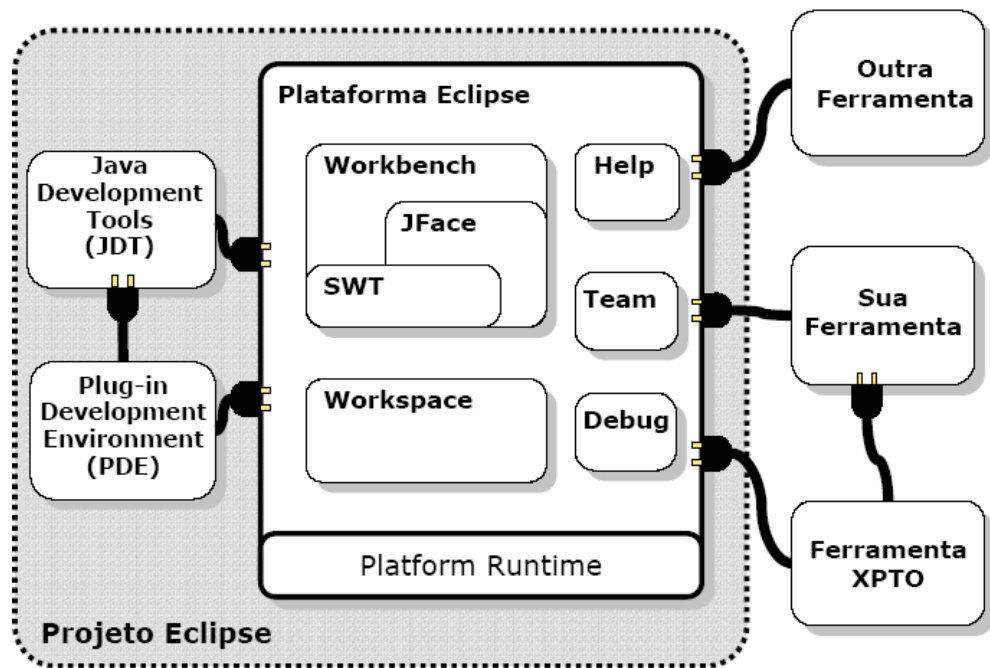 Plataforma Eclipse
Workbench
JFace
SWT
Workspace
Help
Team
Debug
Platform Runtime
Java
Development
Tools
(JDT)
Plug-in
Development
Environment
(PDE)
Projeto Eclipse
Outra
Ferramenta
Sua
Ferramenta
Ferramenta
XPTO